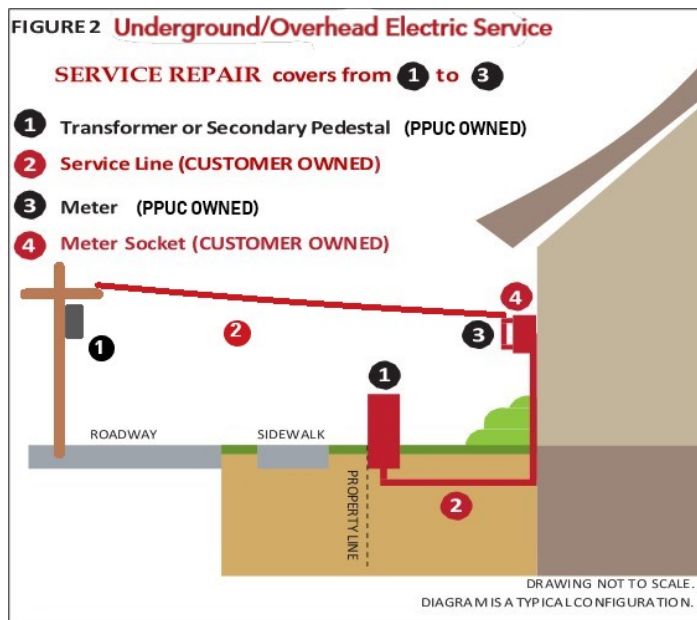 FIGURE 2 Underground/Overhead Electric Service
SERVICE REPAIR covers from 1 to 3
1 Transformer or Secondary Pedestal (PPUC OWNED)
2 Service Line (CUSTOMER OWNED)
3 Meter (PPUC OWNED)
4 Meter Socket (CUSTOMER OWNED)
4
3
2
1
1
ROADWAY
SIDEWALK
PROPERTY LINE
2
DRAWING NOT TO SCALE.
DIAGRAM IS A TYPICAL CONFIGURATION.